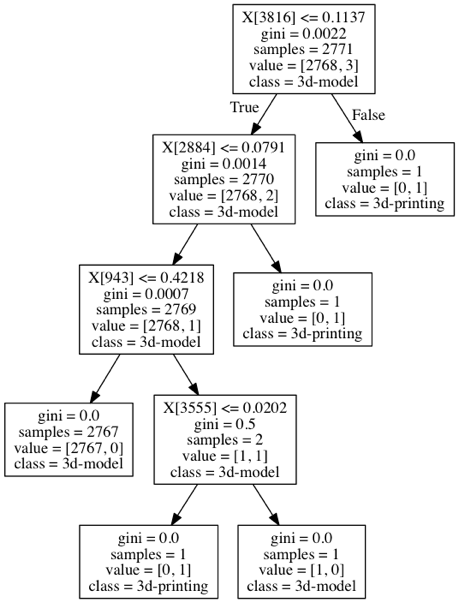 X[3816] <= 0.1137
gini = 0.0022
samples = 2771
value = [2768, 3]
class = 3d-model
True
False
X[2884] <= 0.0791
gini = 0.0014
samples = 2770
value = [2768, 2]
class = 3d-model
gini = 0.0
samples = 1
value = [0, 1]
class = 3d-printing
X[943] <= 0.4218
gini = 0.0007
samples = 2769
value = [2768, 1]
class = 3d-model
gini = 0.0
samples = 1
value = [0, 1]
class = 3d-printing
gini = 0.0
samples = 2767
value = [2767, 0]
class = 3d-model
X[3555] <= 0.0202
gini = 0.5
samples = 2
value = [1, 1]
class = 3d-model
gini = 0.0
samples = 1
value = [0, 1]
class = 3d-printing
gini = 0.0
samples = 1
value = [1, 0]
class = 3d-model